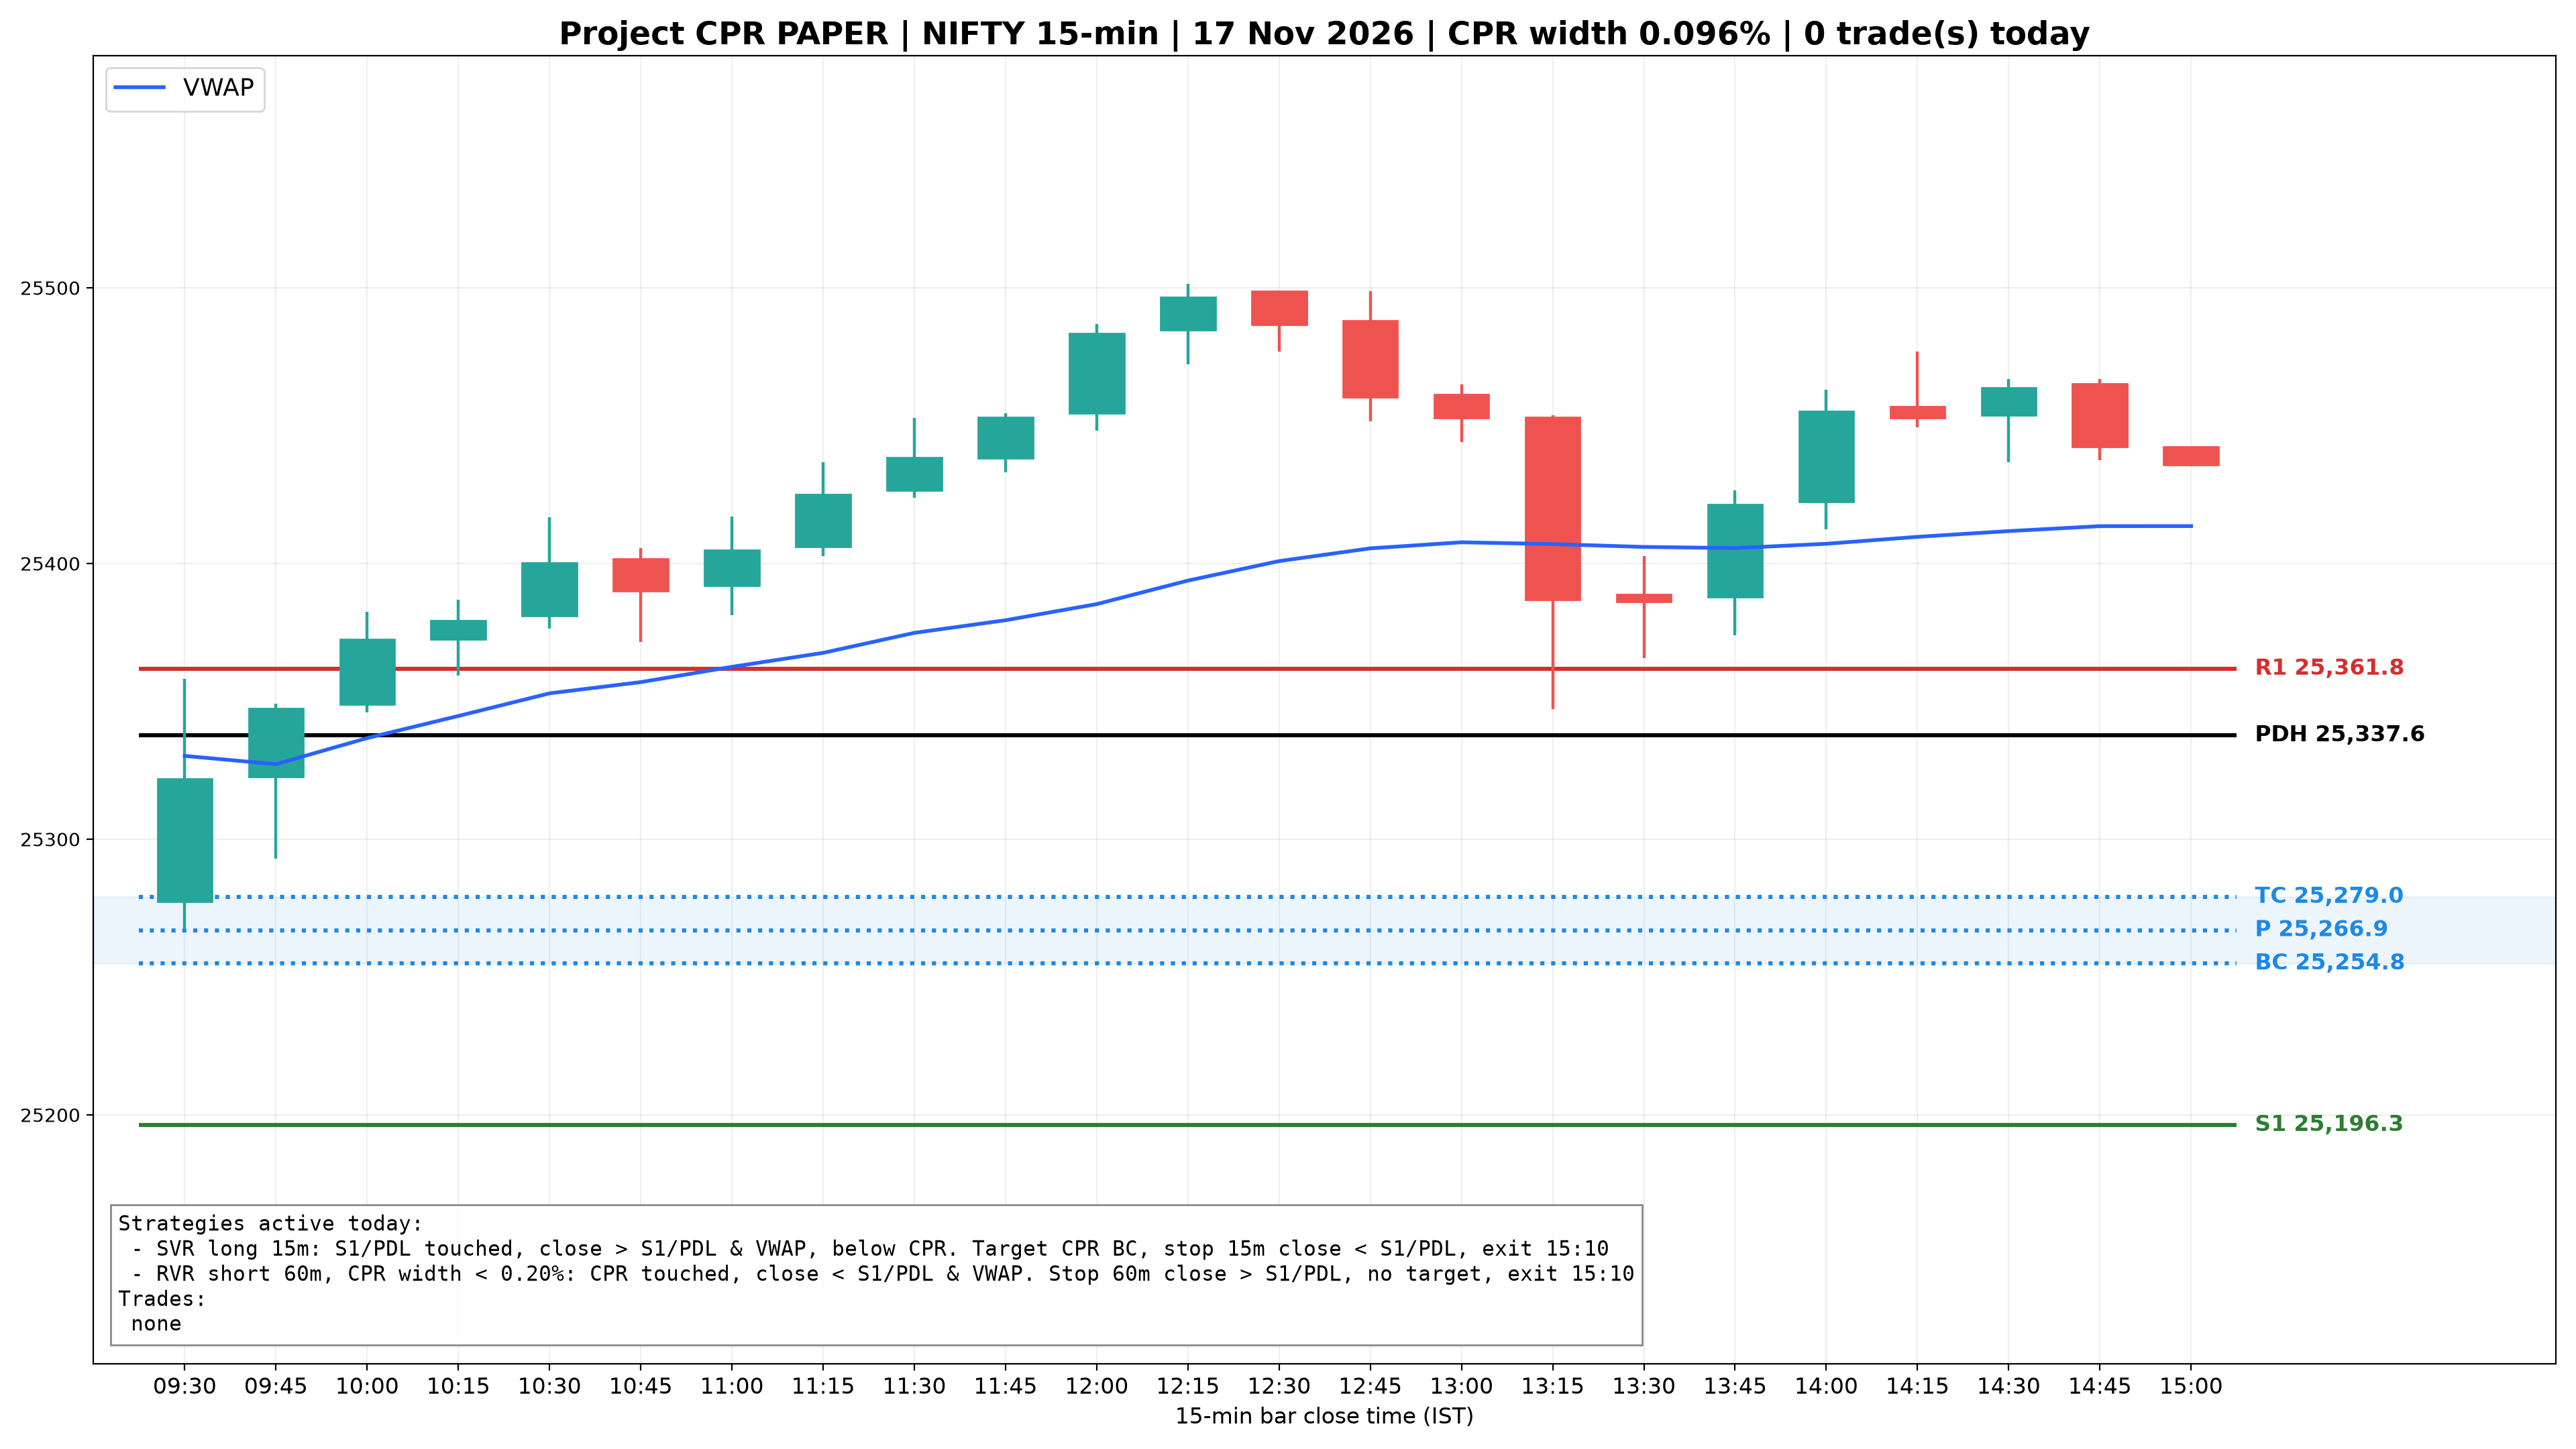 Project CPR PAPER | NIFTY 15-min | 17 Nov 2026 | CPR width 0.096% | 0 trade(s) today
VWAP
25500
25400
25300
25200
R1 25,361.8
PDH 25,337.6
TC 25,279.0
P 25,266.9
BC 25,254.8
S1 25,196.3
Strategies active today:
- SVR long 15m: S1/PDL touched, close > S1/PDL & VWAP, below CPR. Target CPR BC, stop 15m close < S1/PDL, exit 15:10
- RVR short 60m, CPR width < 0.20%: CPR touched, close < S1/PDL & VWAP. Stop 60m close > S1/PDL, no target, exit 15:10
Trades:
none
09:30 09:45 10:00 10:15 10:30 10:45 11:00 11:15 11:30 11:45 12:00 12:15 12:30 12:45 13:00 13:15 13:30 13:45 14:00 14:15 14:30 14:45 15:00
15-min bar close time (IST)